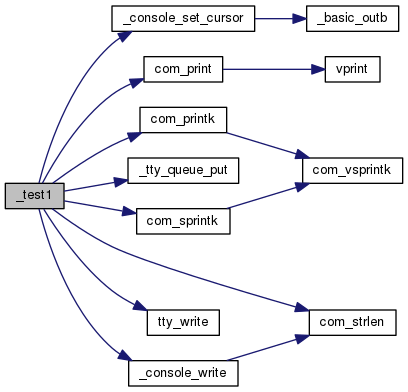 _console_set_cursor
_basic_outb
com_print
vprint
com_printk
_tty_queue_put
com_vsprintk
_test1
com_sprintk
tty_write
com_strlen
_console_write